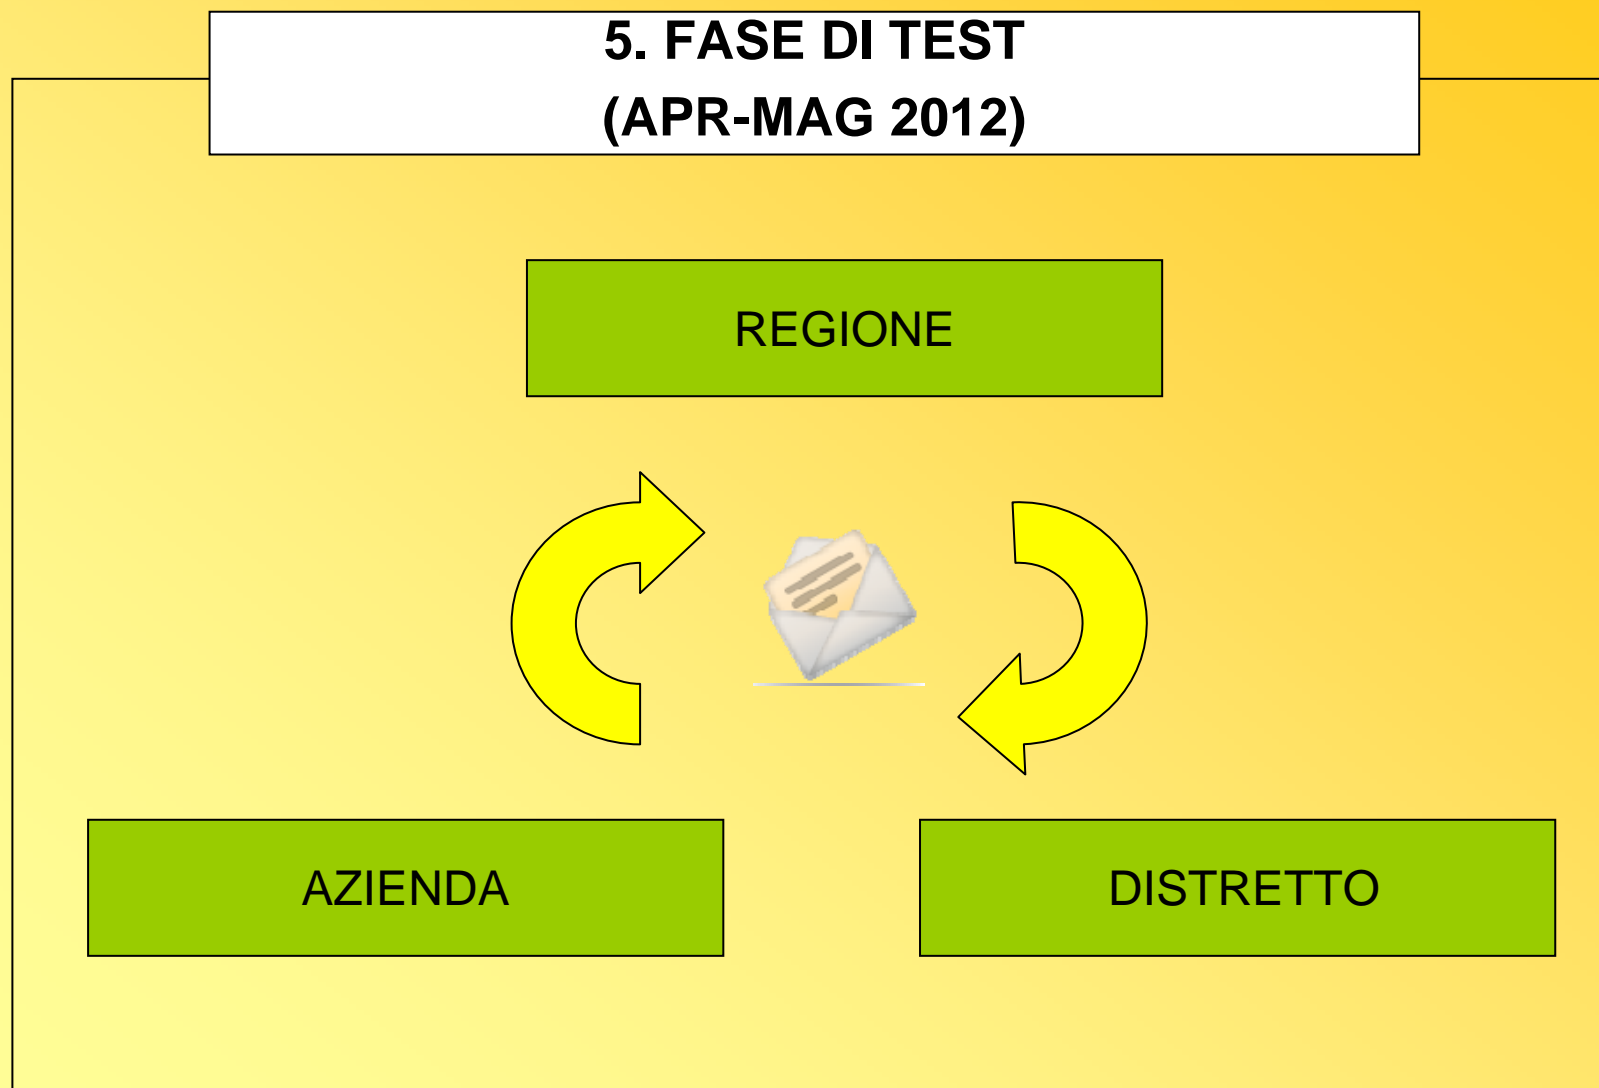 5. FASE DI TEST
(APR-MAG 2012)
REGIONE
AZIENDA
DISTRETTO